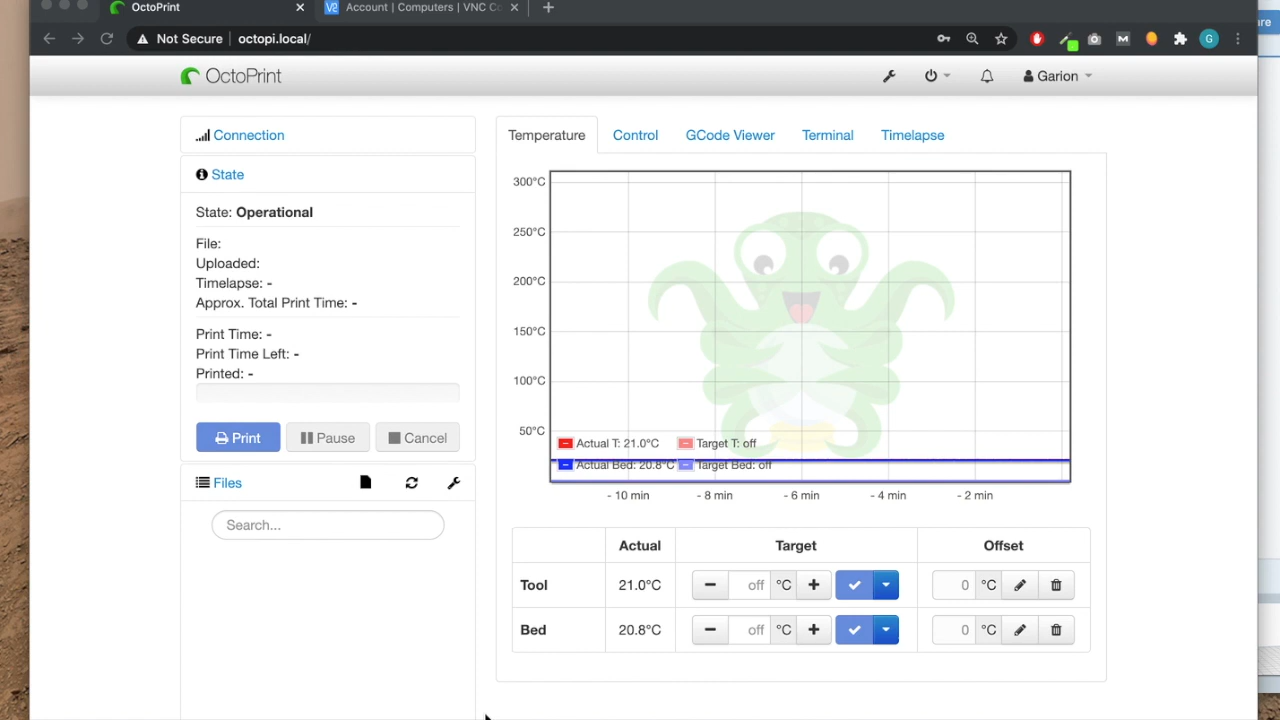 OctoPrint
Account | Computers | VNC Co
Not Secure | octopi.local/
G
OctoPrint
Garion
Connection
State
State: Operational
File:
Uploaded:
Timelapse: -
Approx. Total Print Time: -
Print Time: -
Print Time Left: -
Printed: -
Print Pause Cancel
Files
Search...
Temperature Control GCode Viewer Terminal Timelapse
300°C
250°C
200°C
150°C
100°C
50°C
Actual T: 21.0°C Target T: off
Actual Bed: 20.8°C Target Bed: off
- 10 min - 8 min - 6 min - 4 min - 2 min
Actual Target Offset
Tool 21.0°C off °C 0 °C
Bed 20.8°C off °C 0 °C